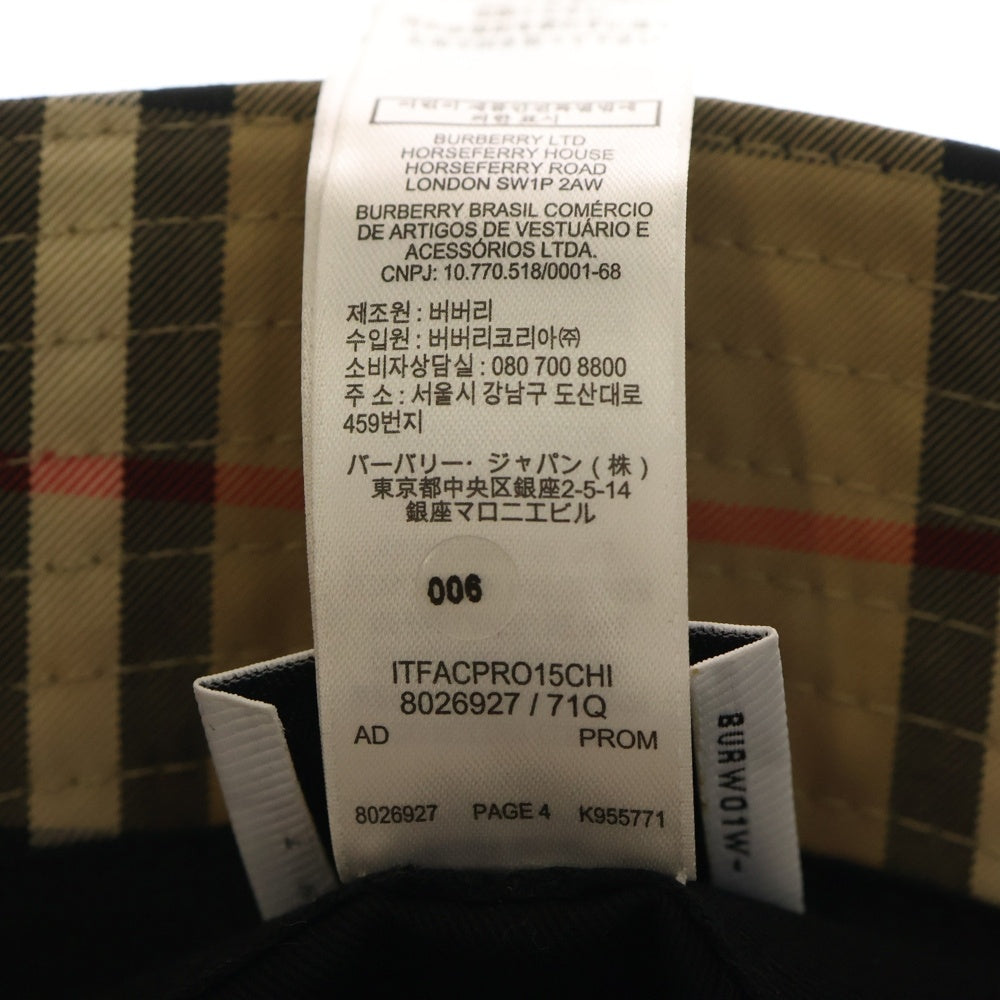 BURBERRY LTD
HORSEFERRY HOUSE
HORSEFERRY ROAD
LONDON SW1P 2AW
BURBERRY BRASIL COMÉRCIO
DE ARTIGOS DE VESTUÁRIO E
ACESSÓRIOS LTDA.
CNPJ: 10.770.518/0001-68
제조원 : 버버리
수입원 : 버버리코리아㈜
소비자상담실 : 080 700 8800
주 소 : 서울시 강남구 도산대로
459번지
バーバリー・ジャパン ( 株 )
東京都中央区銀座2-5-14
銀座マロニエビル
006
ITFACPRO15CHI
8026927 / 71Q
AD PROM
8026927 PAGE 4 K955771
BURW01W-